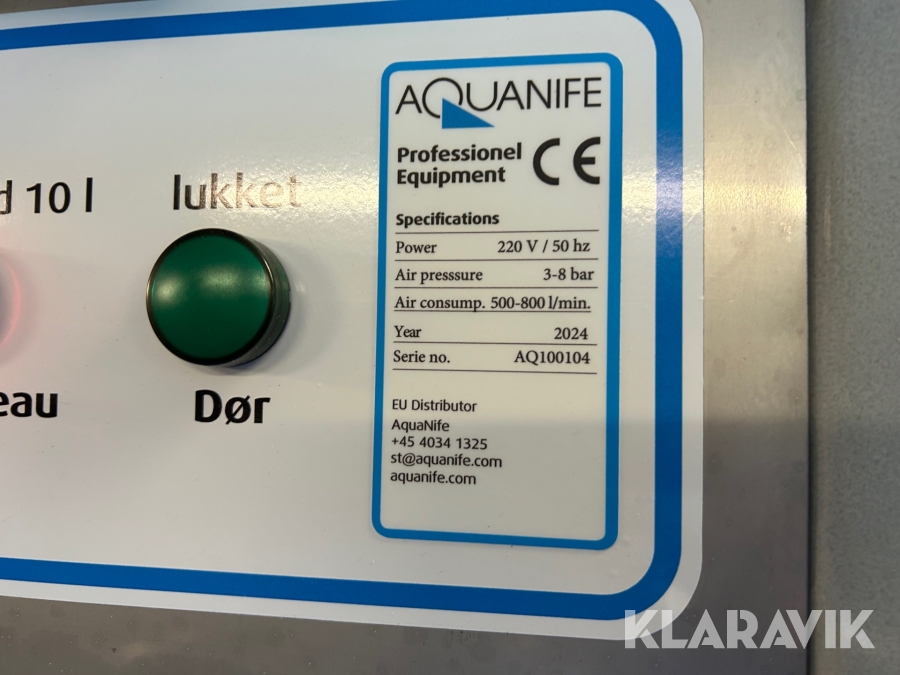 d 10 l
eau
lukket
Dør
AQUANIFE
Professionel
Equipment
CE
Specifications
Power 220 V / 50 hz
Air presssure 3-8 bar
Air consump. 500-800 l/min.
Year 2024
Serie no. AQ100104
EU Distributor
AquaNife
+45 4034 1325
st@aquanife.com
aquanife.com
KLARAVIK